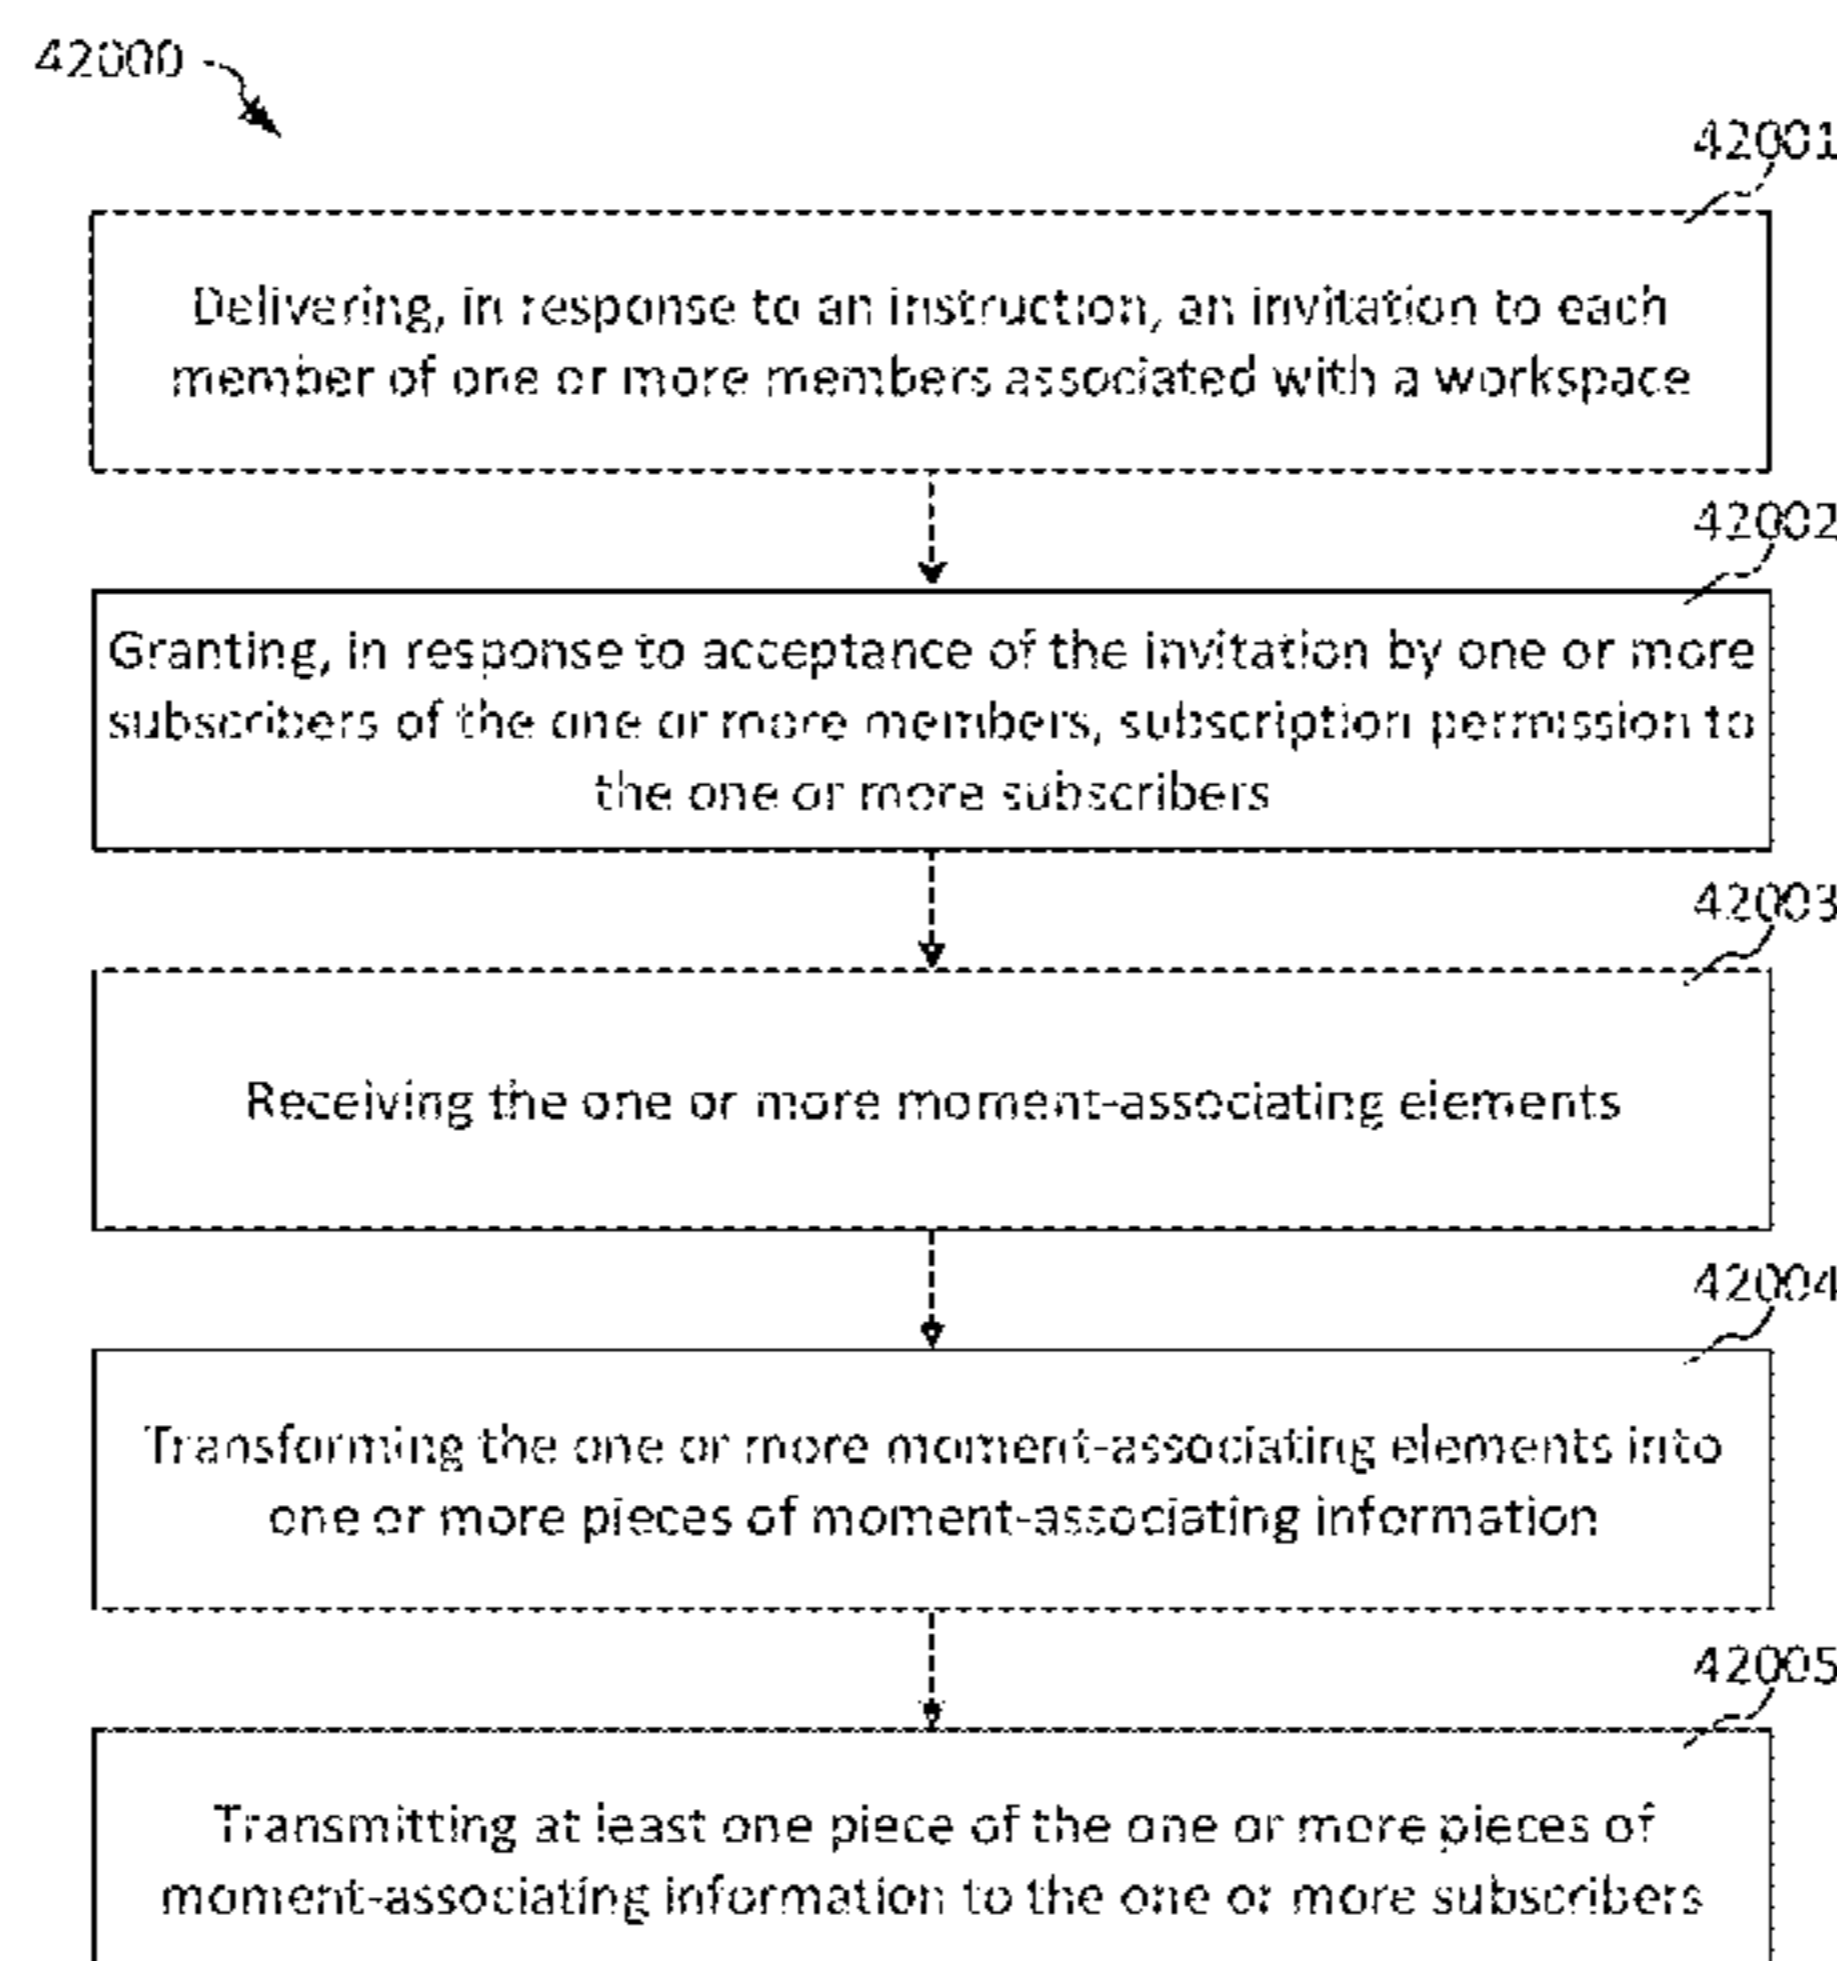 42000
42001
Delivering, in response to an instruction, an invitation to each
member of one or more members associated with a workspace
42002
Granting, in response to acceptance of the invitation by one or more
subscribers of the one or more members, subscription permission to
the one or more subscribers
42003
Receiving the one or more moment-associating elements
42004
Transforming the one or more moment-associating elements into
one or more pieces of moment-associating information
42005
Transmitting at least one piece of the one or more pieces of
moment-associating information to the one or more subscribers